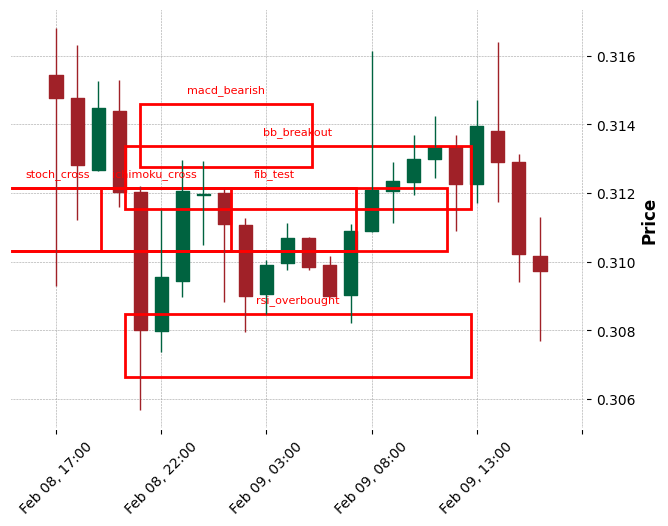 macd_bearish
bb_breakout
stoch_cross
fib_test
rsi_overbought
0.316
0.314
0.312
0.310
0.308
0.306
Price
Feb 08, 17:00
Feb 08, 22:00
Feb 09, 03:00
Feb 09, 08:00
Feb 09, 13:00